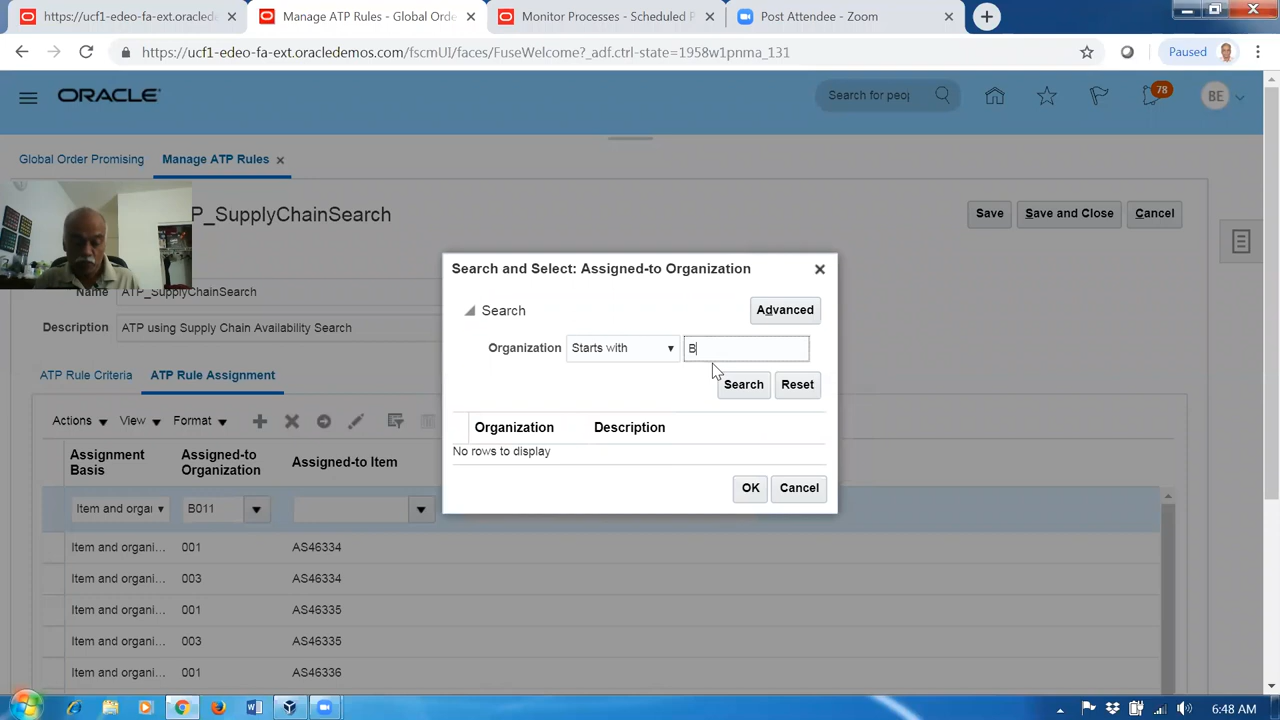 https://ucf1-edeo-fa-ext.oracled
Manage ATP Rules - Global Order
Processes - Scheduled P
- Zoom
https://ucf1-edeo-fa-ext.oracledemos.com/fscmUI/faces/FuseWelcome?_adf.ctrl-state=1958w1pnma_131
Paused
ORACLE
Search for peop
78
BE
Global Order Promising
Manage ATP Rules
P_SupplyChainSearch
Save
Save and Close
Cancel
Name
ATP_SupplyChainSearch
Description
ATP using Supply Chain Availability Search
ATP Rule Criteria
ATP Rule Assignment
Actions
View
Format
Assignment Basis
Assigned-to Organization
Assigned-to Item
Item and orga
B011
Item and organi... 001 AS46334
Item and organi... 003 AS46334
Item and organi... 001 AS46335
Item and organi... 003 AS46335
Item and organi... 001 AS46336
Search and Select: Assigned-to Organization
Search
Advanced
Organization
Starts with
B
Search
Reset
Organization
Description
No rows to display
OK
Cancel
6:48 AM